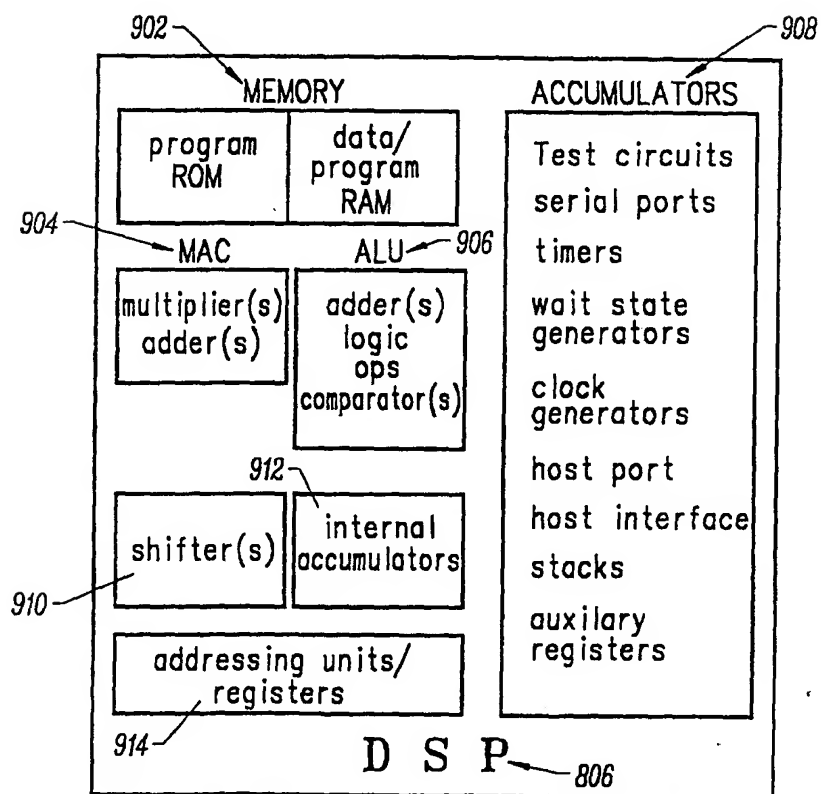 902
908
MEMORY
ACCUMULATORS
program
ROM
data/
program
RAM
904
MAC
ALU
906
multiplier(s)
adder(s)
adder(s)
logic
ops
comparator(s)
912
shifter(s)
internal
accumulators
910
addressing units/
registers
914
Test circuits
serial ports
timers
wait state
generators
clock
generators
host port
host interface
stacks
auxilary
registers
D S P
806